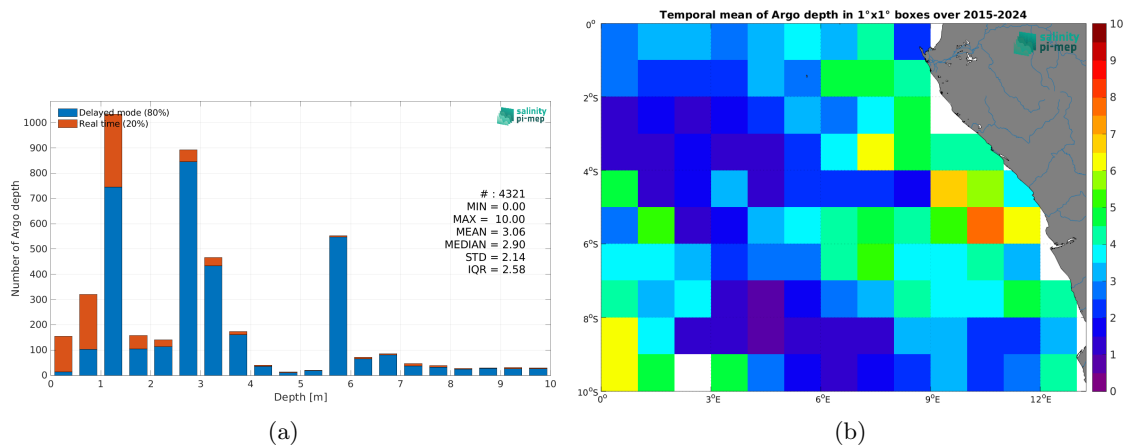 Delayed mode (80%)
Real time (20%)
salinity
pi-mep
Number of Argo depth
1000
900
800
700
600
500
400
300
200
100
0
# : 4321
MIN = 0.00
MAX = 10.00
MEAN = 3.06
MEDIAN = 2.90
STD = 2.14
IQR = 2.58
0 1 2 3 4 5 6 7 8 9 10
Depth [m]
(a)
Temporal mean of Argo depth in 1°x1° boxes over 2015-2024
salinity
pi-mep
0°
2°S
4°S
6°S
8°S
10°S
0° 3°E 6°E 9°E 12°E
10
9
8
7
6
5
4
3
2
1
0
(b)